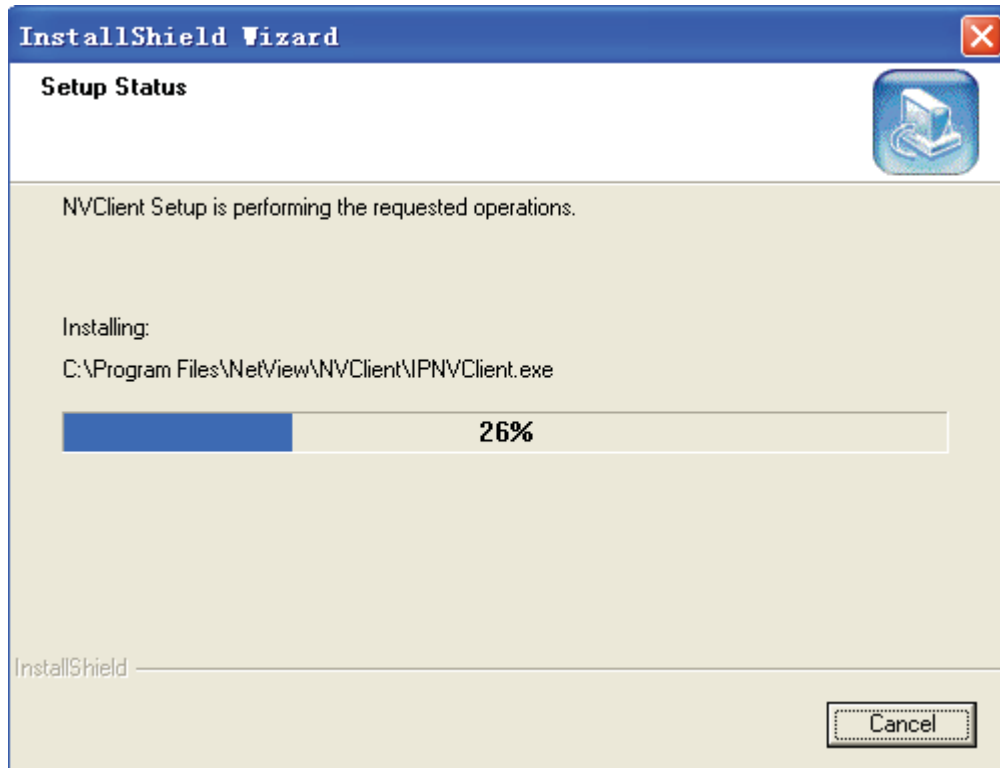 InstallShield Wizard
Setup Status
NVClient Setup is performing the requested operations.
Installing:
C:\Program Files\NetView\NVClient\IPNVClient.exe
26%
InstallShield
Cancel